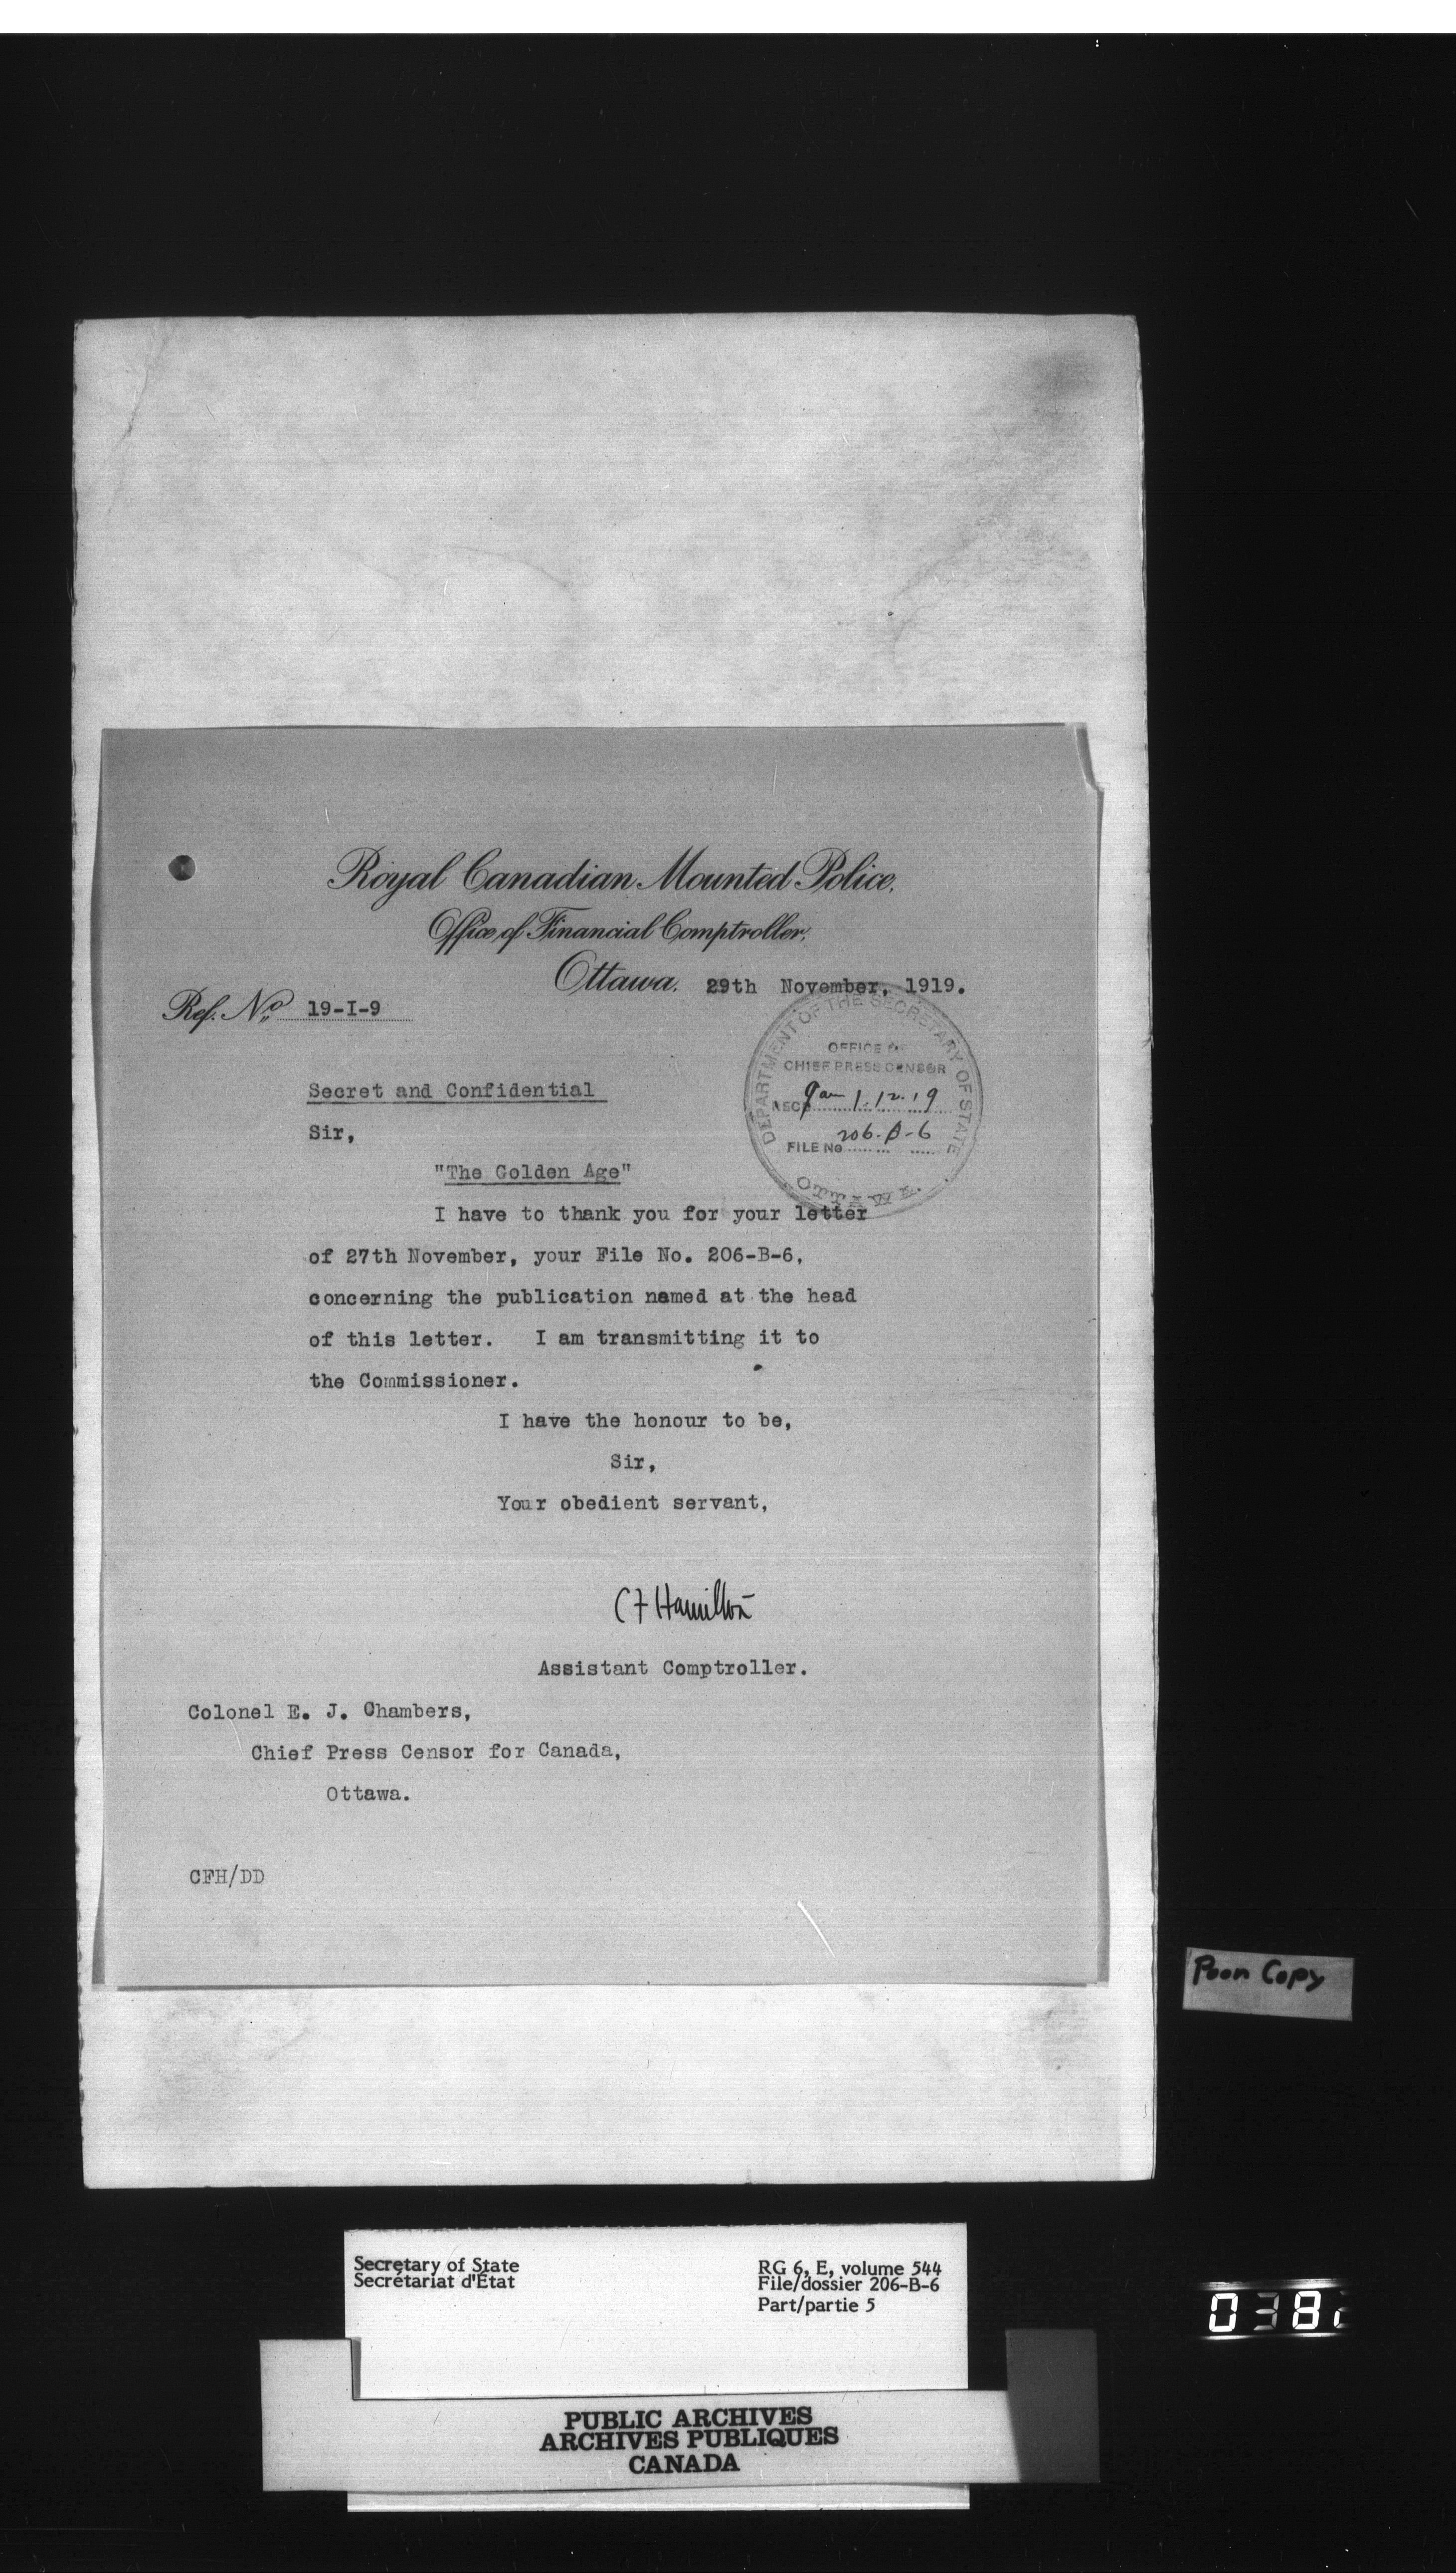 Royal Canadian Mounted Police,
Office of Financial Comptroller,
Ottawa. 29th November, 1919.
Ref. No. 19-I-9
DEPARTMENT OF THE SECRETARY OF STATE
OFFICE OF
CHIEF PRESS CENSOR
RECD 9am 1.12.19
FILE No 206-B-6
OTTAWA
Secret and Confidential
Sir,
"The Golden Age"
I have to thank you for your letter
of 27th November, your File No. 206-B-6,
concerning the publication named at the head
of this letter. I am transmitting it to
the Commissioner.
I have the honour to be,
Sir,
Your obedient servant,
C F Hamilton
Assistant Comptroller.
Colonel E. J. Chambers,
Chief Press Censor for Canada,
Ottawa.
CFH/DD
Poor Copy
Secretary of State
Secrétariat d'État
RG 6, E, volume 544
File/dossier 206-B-6
Part/partie 5
038
PUBLIC ARCHIVES
ARCHIVES PUBLIQUES
CANADA